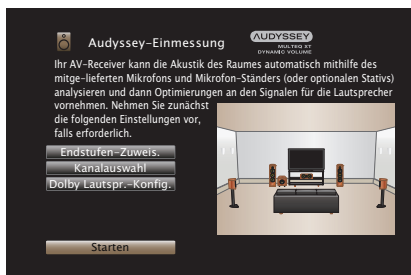 Audyssey-Einmessung
AUDYSSEY
MULTEQ XT
DYNAMIC VOLUME
Ihr AV-Receiver kann die Akustik des Raumes automatisch mithilfe des
mitge-lieferten Mikrofons und Mikrofon-Ständers (oder optionalen Stativs)
analysieren und dann Optimierungen an den Signalen für die Lautsprecher
vornehmen. Nehmen Sie zunächst
die folgenden Einstellungen vor,
falls erforderlich.
Endstufen-Zuweis.
Kanalauswahl
Dolby Lautspr.-Konfig.
Starten